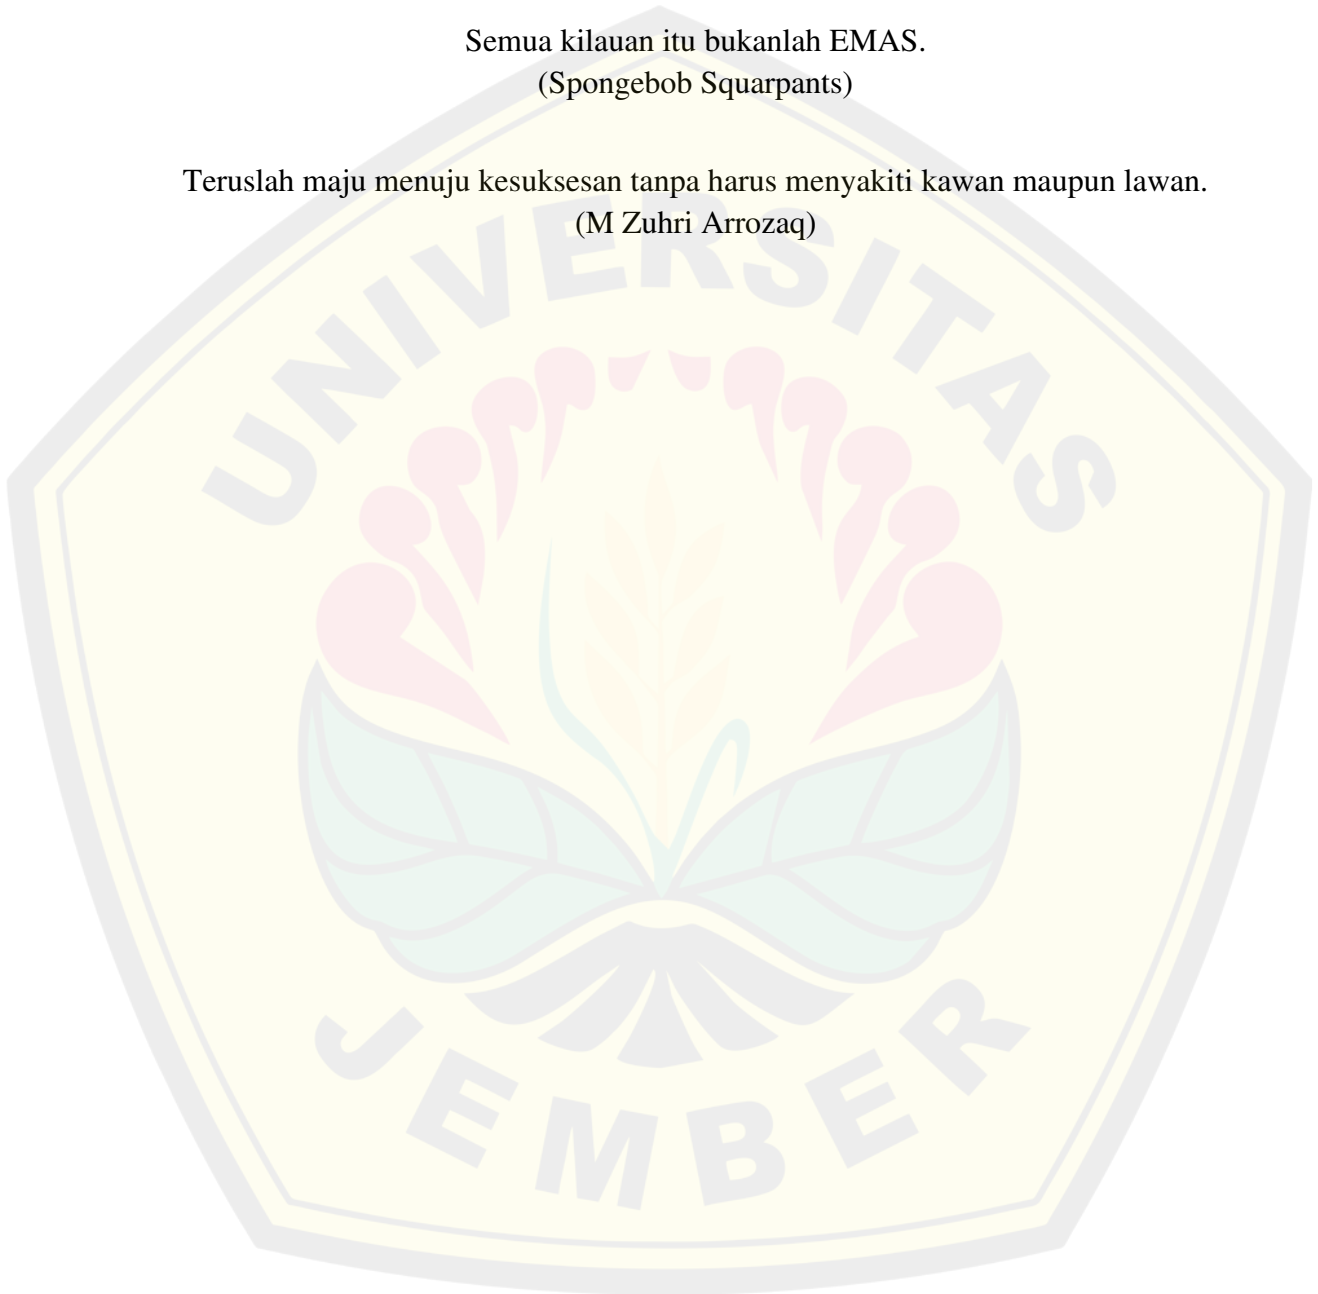 Semua kilauan itu bukanlah EMAS.
(Spongebob Squarpants)
Teruslah maju menuju kesuksesan tanpa harus menyakiti kawan maupun lawan.
(M Zuhri Arrozaq)
UNIVERSITAS
JEMBER